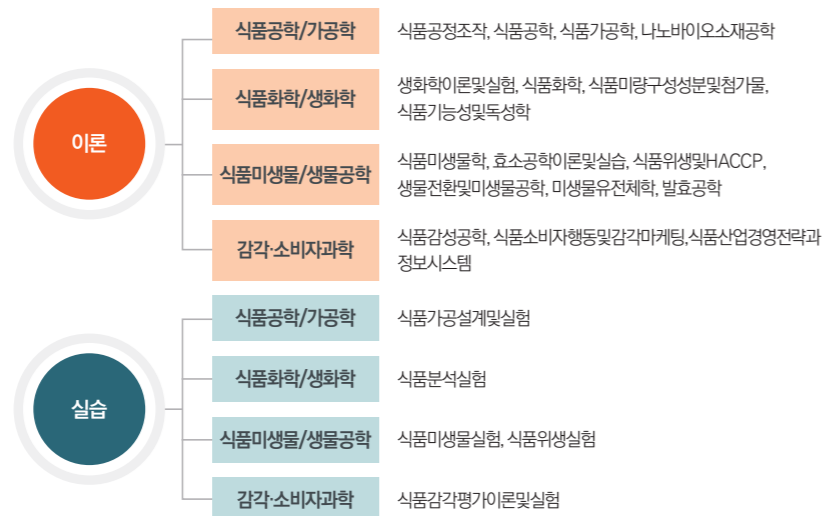 이론
식품공학/가공학
식품공정조작, 식품공학, 식품가공학, 나노바이오소재공학
식품화학/생화학
생화학이론및실험, 식품화학, 식품미량구성성분및첨가물,
식품기능성및독성학
식품미생물/생물공학
식품미생물학, 효소공학이론및실습, 식품위생및HACCP,
생물전환및미생물공학, 미생물유전체학, 발효공학
감각·소비자과학
식품감성공학, 식품소비자행동및감각마케팅,식품산업경영전략과
정보시스템
실습
식품공학/가공학
식품가공설계및실험
식품화학/생화학
식품분석실험
식품미생물/생물공학
식품미생물실험, 식품위생실험
감각·소비자과학
식품감각평가이론및실험